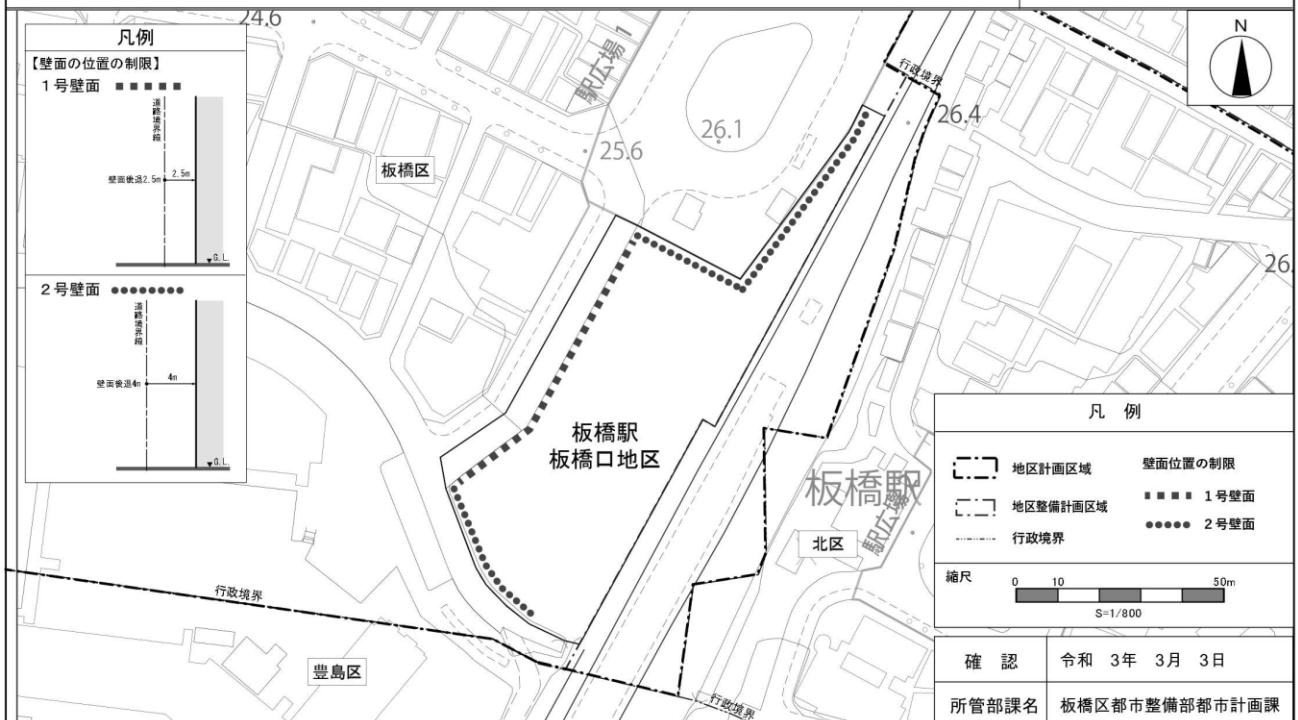 凡例
【壁面の位置の制限】
1号壁面
道路境界線
壁面後退2.5m
2.5m
G.L.
2号壁面
道路境界線
壁面後退4m
4m
G.L.
24.6
駅広場1
25.6
26.1
26.4
26.
行政境界
N
板橋区
板橋駅
板橋口地区
板橋駅
駅広場
北区
行政境界
豊島区
行政境界
凡 例
地区計画区域
地区整備計画区域
行政境界
壁面位置の制限
1号壁面
2号壁面
縮尺
0 10 50m
S=1/800
確 認 令和 3年 3月 3日
所管部課名 板橋区都市整備部都市計画課